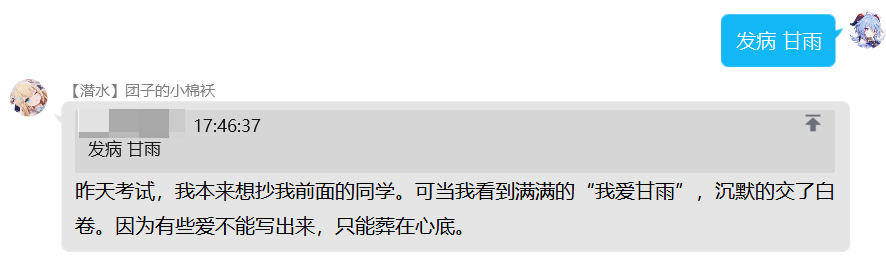 发病 甘雨
【潜水】团子的小棉袄
17:46:37
发病 甘雨
昨天考试，我本来想抄我前面的同学。可当我看到满满的“我爱甘雨”，沉默的交了白
卷。因为有些爱不能写出来，只能葬在心底。